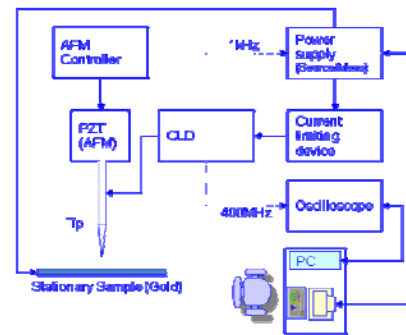 AFM
Controller
1kHz
Power
supply
PZT
(AFM)
CLD
Current
limiting
device
Tip
400MHz
Oscilloscope
PC
Stationary Sample (Gold)